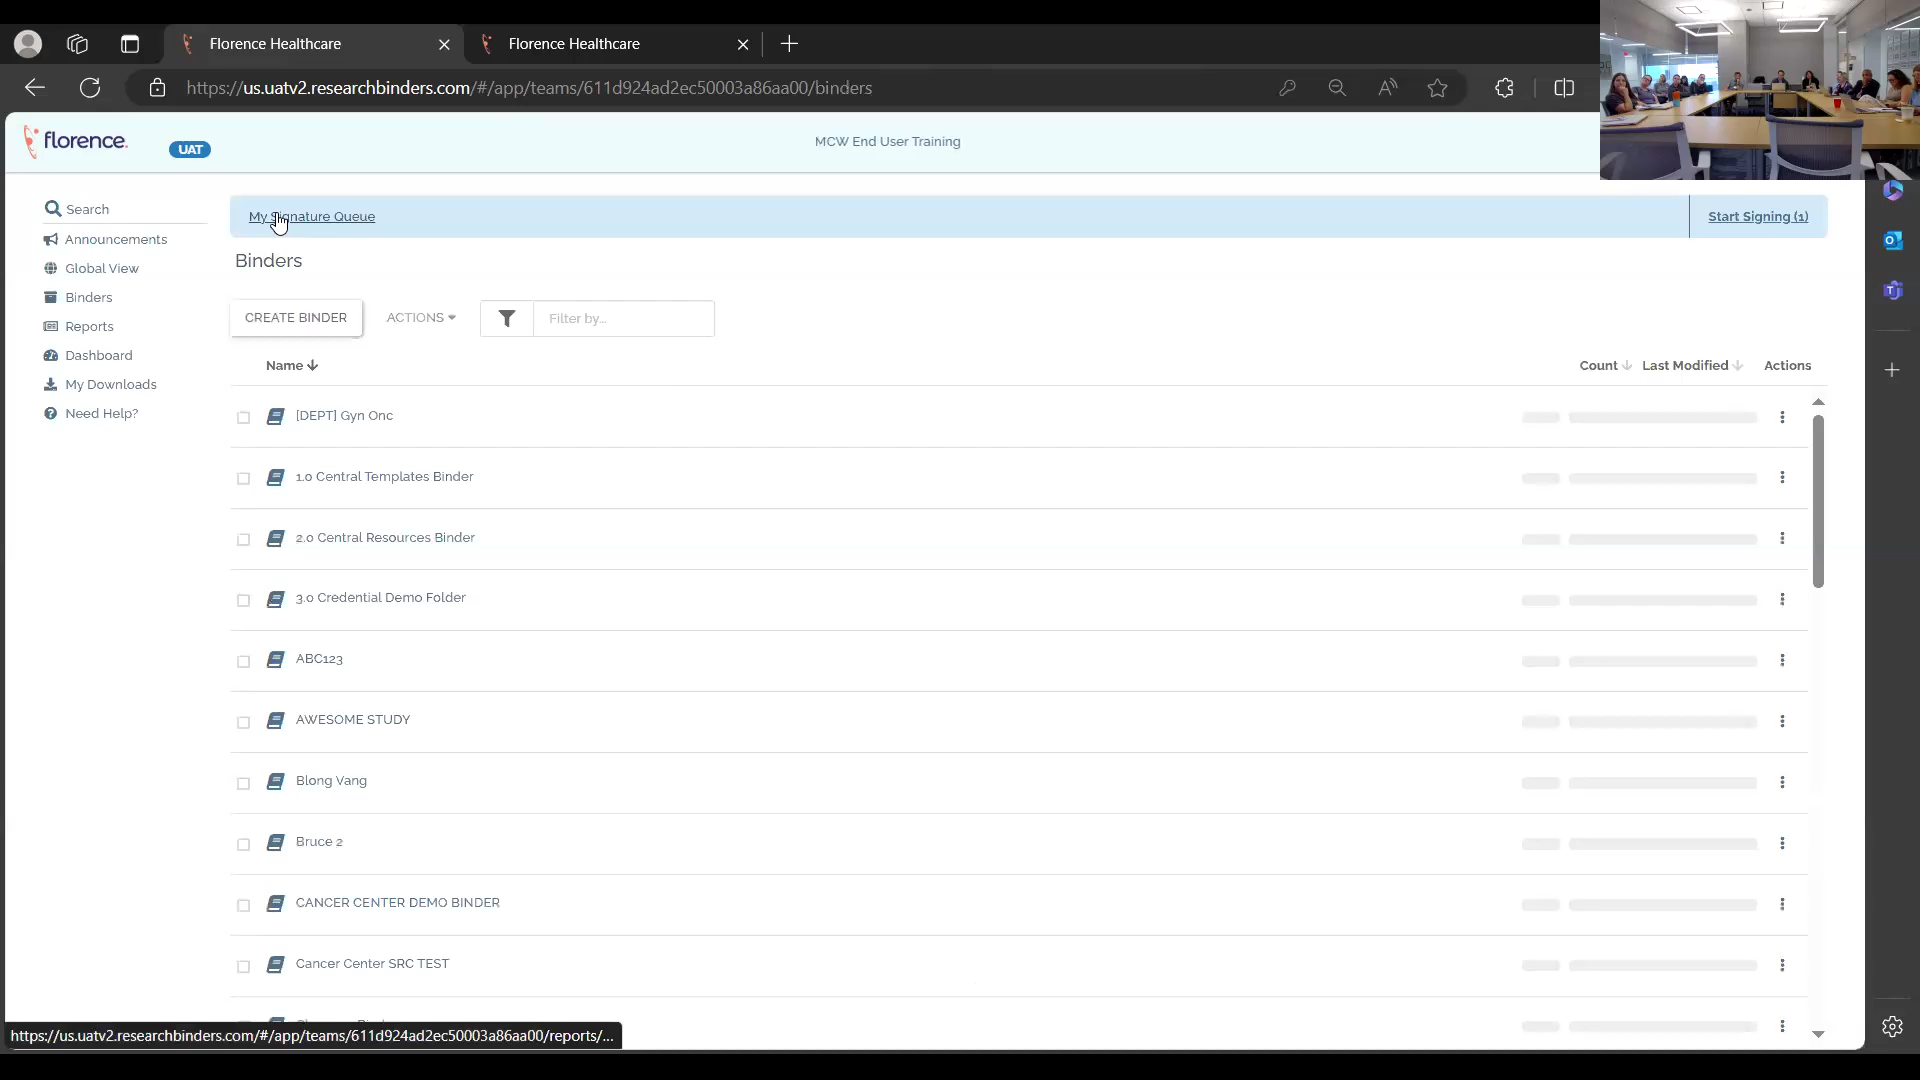 Florence Healthcare
Florence Healthcare
https://us.uatv2.researchbinders.com/#/app/teams/611d924ad2ec50003a86aa00/binders
florence.
UAT
MCW End User Training
Search
Announcements
Global View
Binders
Reports
Dashboard
My Downloads
Need Help?
My Signature Queue
Start Signing (1)
Binders
CREATE BINDER
ACTIONS
Filter by...
Name
Count
Last Modified
Actions
[DEPT] Gyn Onc
1.0 Central Templates Binder
2.0 Central Resources Binder
3.0 Credential Demo Folder
ABC123
AWESOME STUDY
Blong Vang
Bruce 2
CANCER CENTER DEMO BINDER
Cancer Center SRC TEST
https://us.uatv2.researchbinders.com/#/app/teams/611d924ad2ec50003a86aa00/reports/...